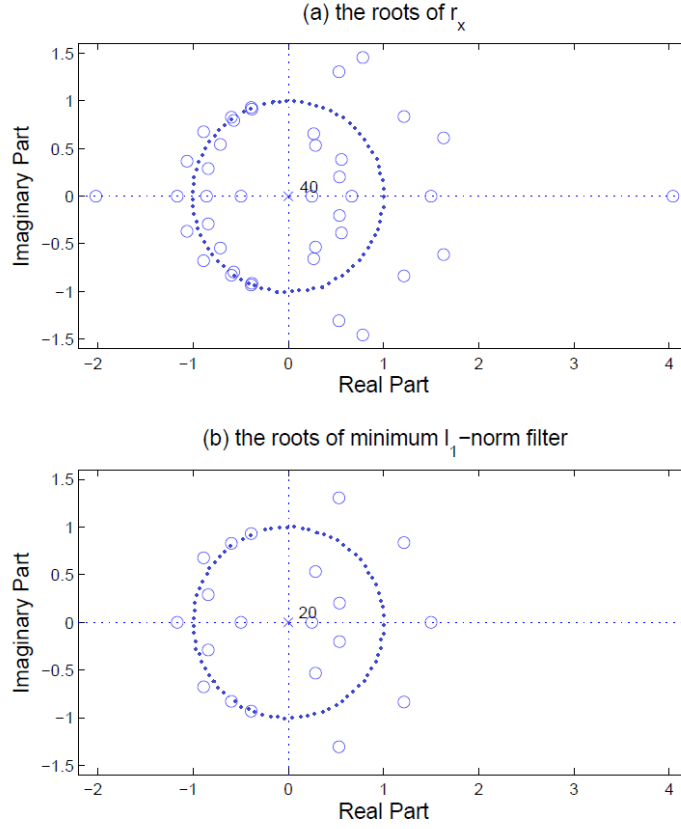 (a) the roots of r_x
1.5
1
0.5
0
−0.5
−1
−1.5
Imaginary Part
40
−2 −1 0 1 2 3 4
Real Part
(b) the roots of minimum l_1−norm filter
1.5
1
0.5
0
−0.5
−1
−1.5
Imaginary Part
20
−2 −1 0 1 2 3 4
Real Part